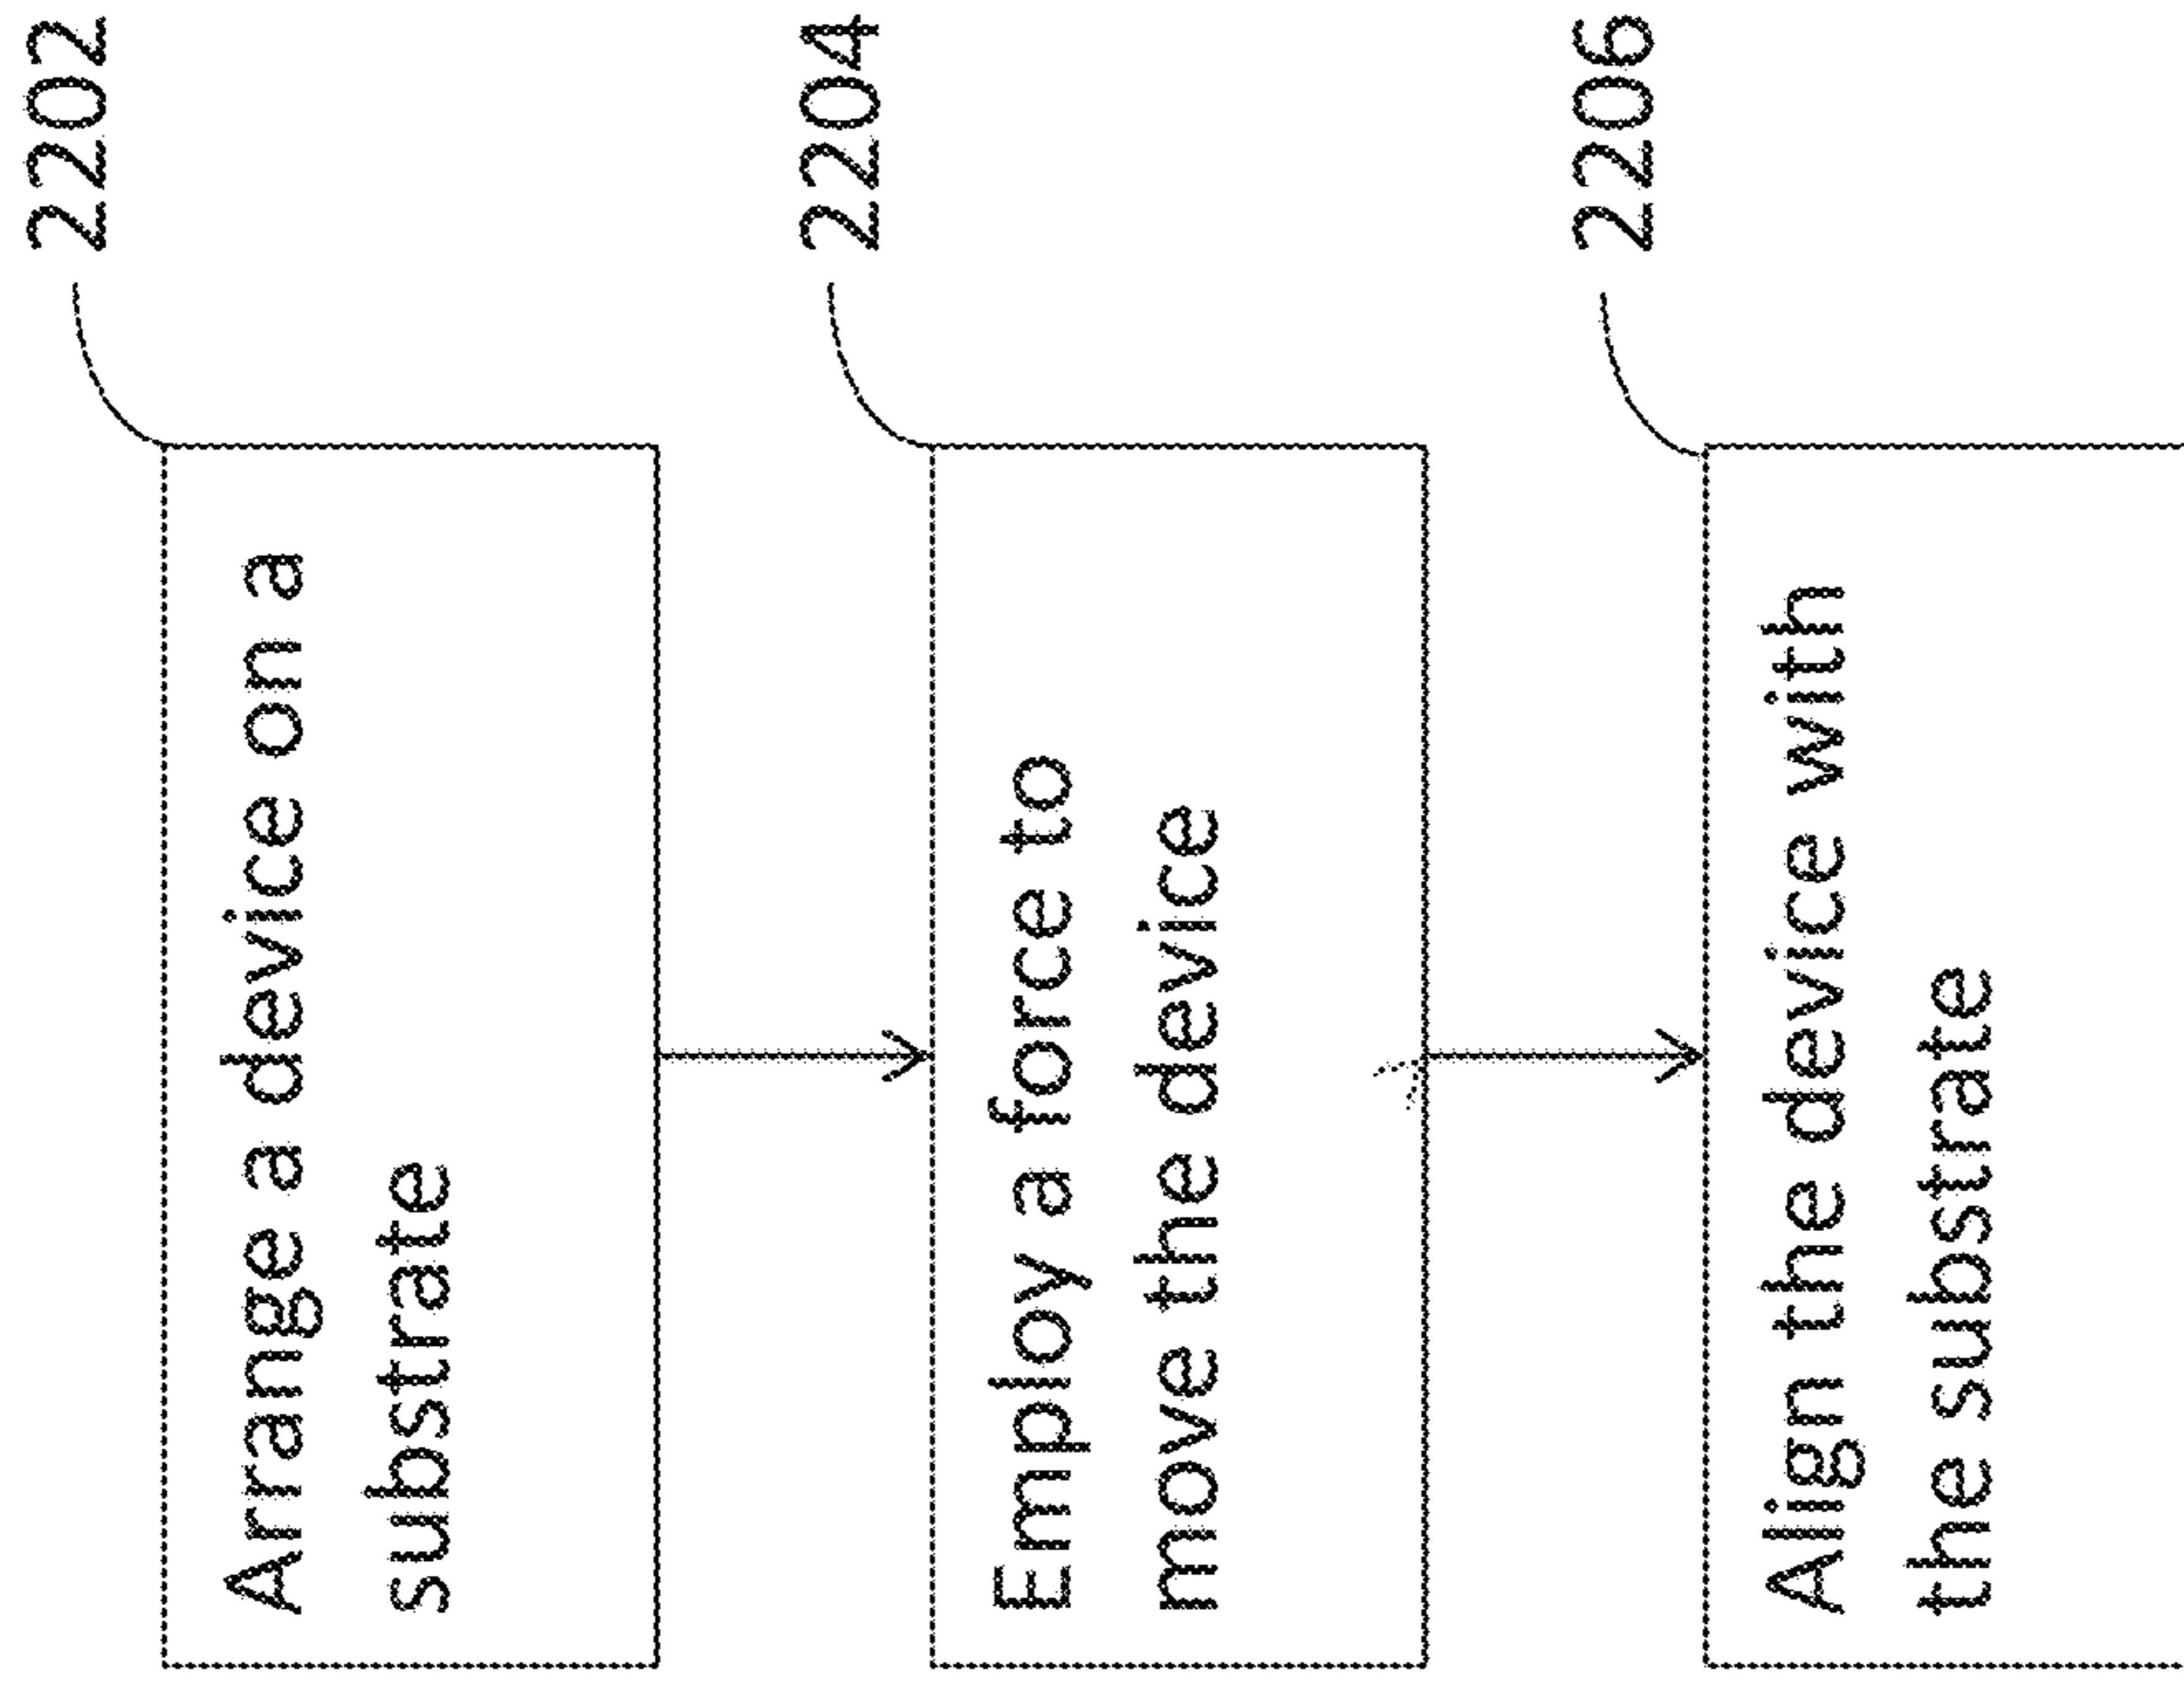 2202
Arrange a device on a
substrate
2204
Employ a force to
move the device
2206
Align the device with
the substrate